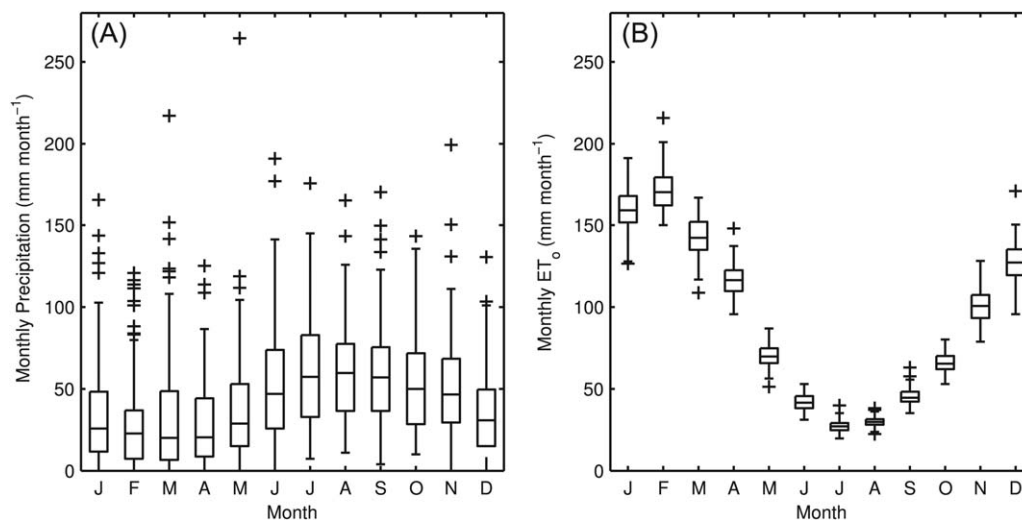 (A)
Monthly Precipitation (mm month⁻¹)
250
200
150
100
50
0
J F M A M J J A S O N D
Month
(B)
Monthly ETₒ (mm month⁻¹)
250
200
150
100
50
0
J F M A M J J A S O N D
Month